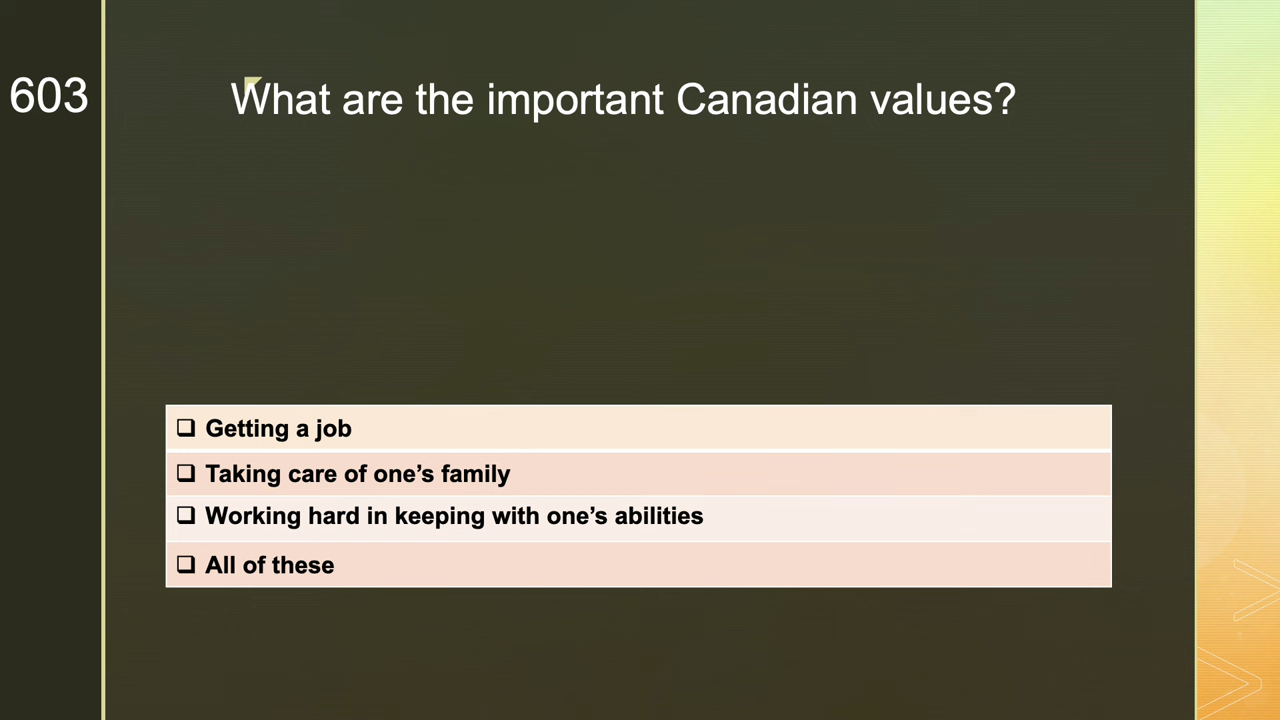 603
What are the important Canadian values?
❑ Getting a job
❑ Taking care of one’s family
❑ Working hard in keeping with one’s abilities
❑ All of these